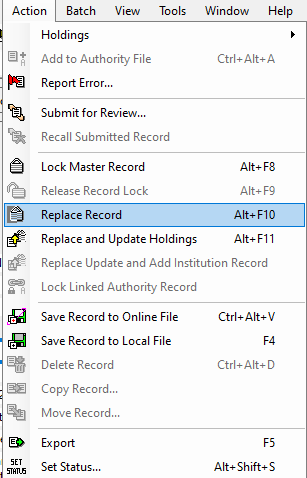 Action Batch View Tools Window Help
Holdings
Add to Authority File Ctrl+Alt+A
Report Error...
Submit for Review...
Recall Submitted Record
Lock Master Record Alt+F8
Release Record Lock Alt+F9
Replace Record Alt+F10
Replace and Update Holdings Alt+F11
Replace Update and Add Institution Record
Lock Linked Authority Record
Save Record to Online File Ctrl+Alt+V
Save Record to Local File F4
Delete Record Ctrl+Alt+D
Copy Record...
Move Record...
Export F5
SET STATUS Set Status... Alt+Shift+S